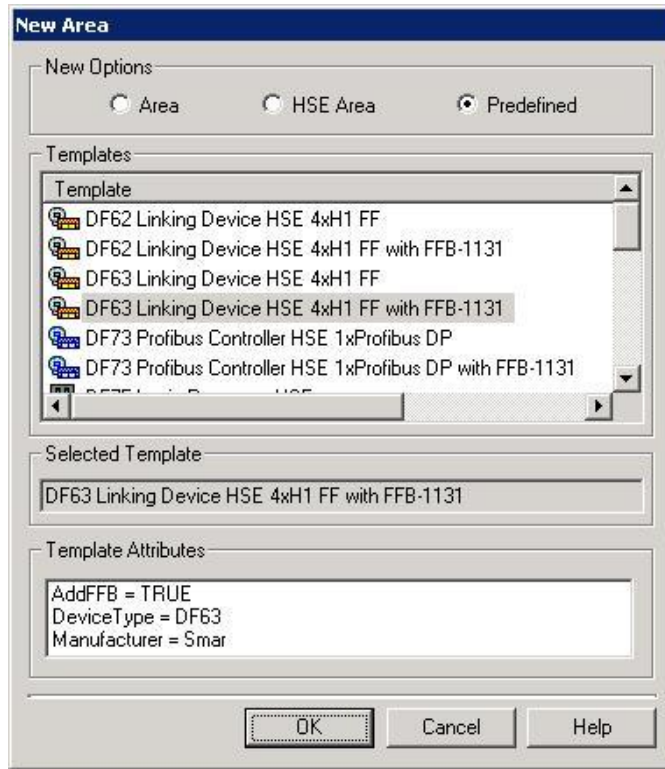 New Area
New Options
Area HSE Area Predefined
Templates
Template
DF62 Linking Device HSE 4xH1 FF
DF62 Linking Device HSE 4xH1 FF with FFB-1131
DF63 Linking Device HSE 4xH1 FF
DF63 Linking Device HSE 4xH1 FF with FFB-1131
DF73 Profibus Controller HSE 1xProfibus DP
DF73 Profibus Controller HSE 1xProfibus DP with FFB-1131
Selected Template
DF63 Linking Device HSE 4xH1 FF with FFB-1131
Template Attributes
AddFFB = TRUE
DeviceType = DF63
Manufacturer = Smar
OK Cancel Help